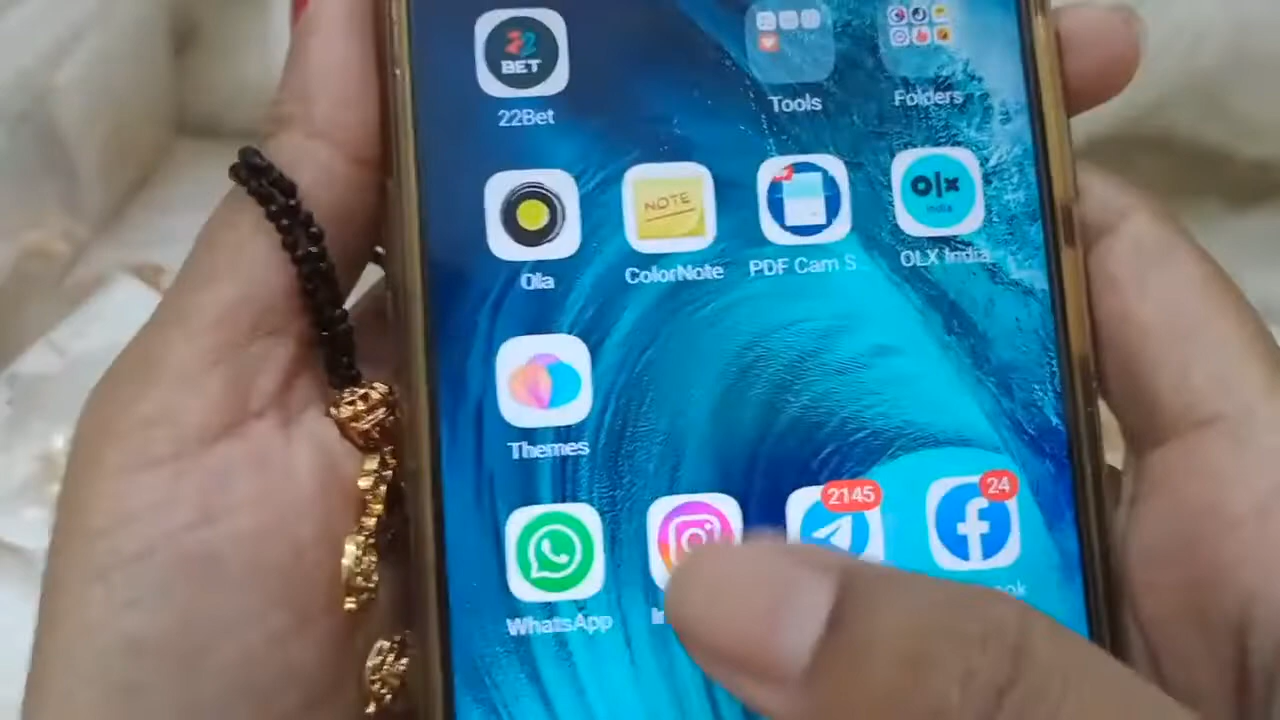 22
BET
22Bet
Tools
Folders
NOTE
olx
india
Ola
ColorNote
PDF Cam S
OLX India
Themes
2145
24
WhatsApp